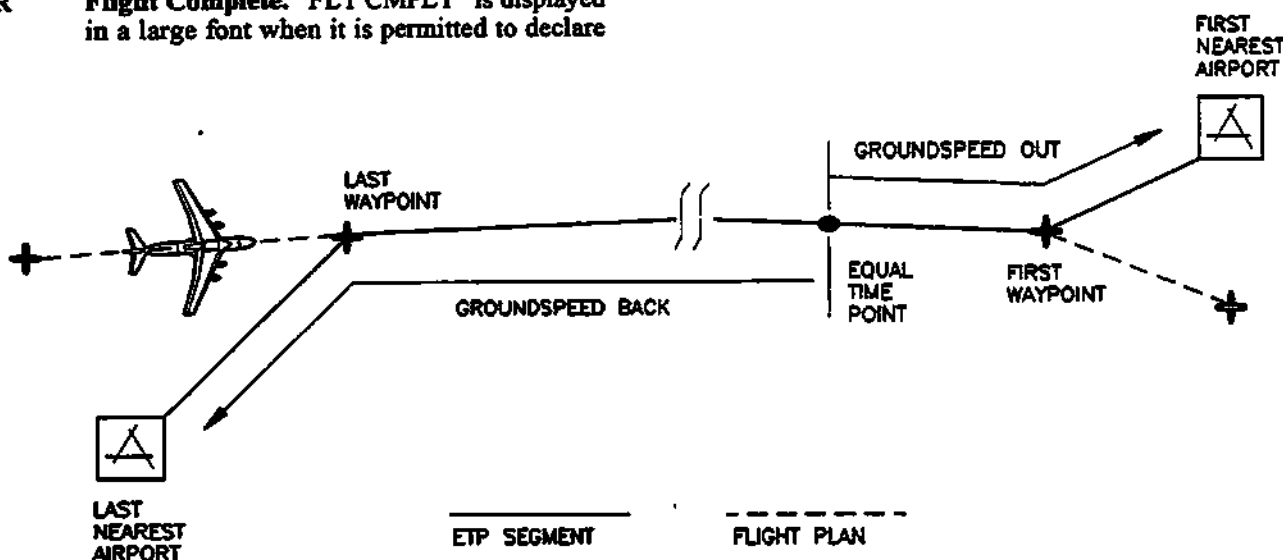 R Flight Complete. "FLT CMPLT" is displayed
in a large font when it is permitted to declare
FIRST
NEAREST
AIRPORT
GROUNDSPEED OUT
LAST
WAYPOINT
EQUAL
TIME
POINT
FIRST
WAYPOINT
GROUNDSPEED BACK
LAST
NEAREST
AIRPORT
ETP SEGMENT
FLIGHT PLAN